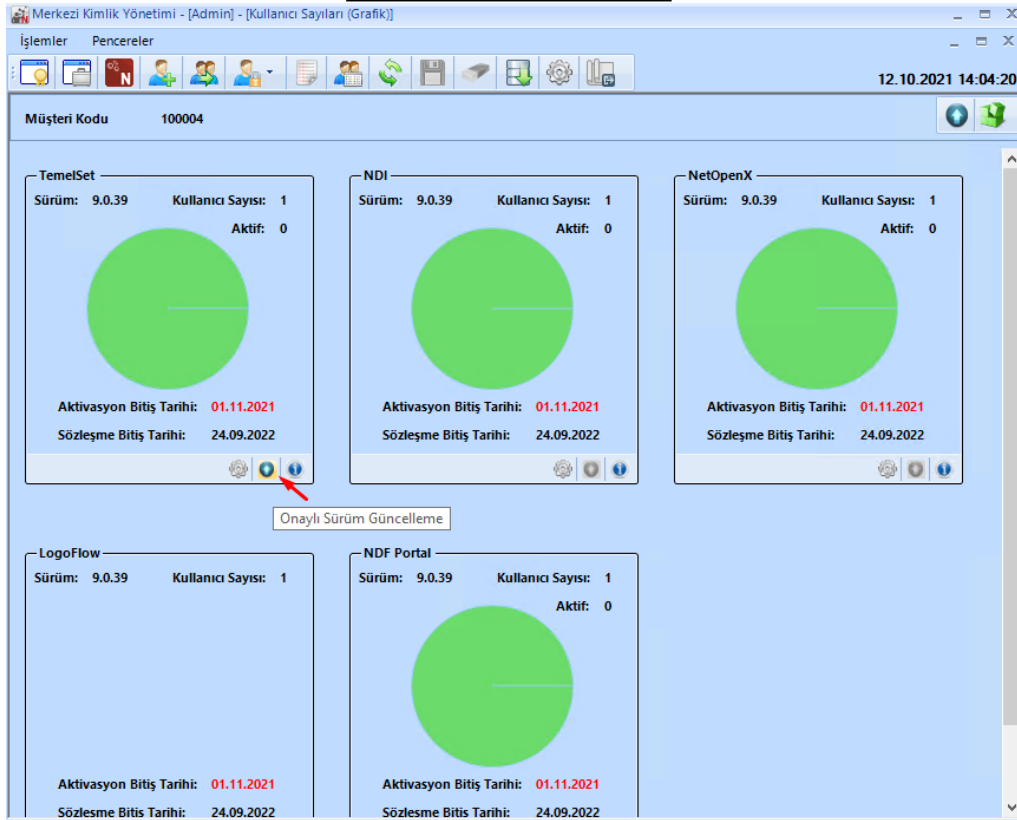 Merkezi Kimlik Yönetimi - [Admin] - [Kullanıcı Sayıları (Grafik)]
İşlemler Pencereler
12.10.2021 14:04:20
Müşteri Kodu 100004
TemelSet
Sürüm: 9.0.39 Kullanıcı Sayısı: 1
Aktif: 0
Aktivasyon Bitiş Tarihi: 01.11.2021
Sözleşme Bitiş Tarihi: 24.09.2022
NDI
Sürüm: 9.0.39 Kullanıcı Sayısı: 1
Aktif: 0
Aktivasyon Bitiş Tarihi: 01.11.2021
Sözleşme Bitiş Tarihi: 24.09.2022
NetOpenX
Sürüm: 9.0.39 Kullanıcı Sayısı: 1
Aktif: 0
Aktivasyon Bitiş Tarihi: 01.11.2021
Sözleşme Bitiş Tarihi: 24.09.2022
Onaylı Sürüm Güncelleme
LogoFlow
Sürüm: 9.0.39 Kullanıcı Sayısı: 1
Aktivasyon Bitiş Tarihi: 01.11.2021
Sözleşme Bitiş Tarihi: 24.09.2022
NDF Portal
Sürüm: 9.0.39 Kullanıcı Sayısı: 1
Aktif: 0
Aktivasyon Bitiş Tarihi: 01.11.2021
Sözleşme Bitiş Tarihi: 24.09.2022